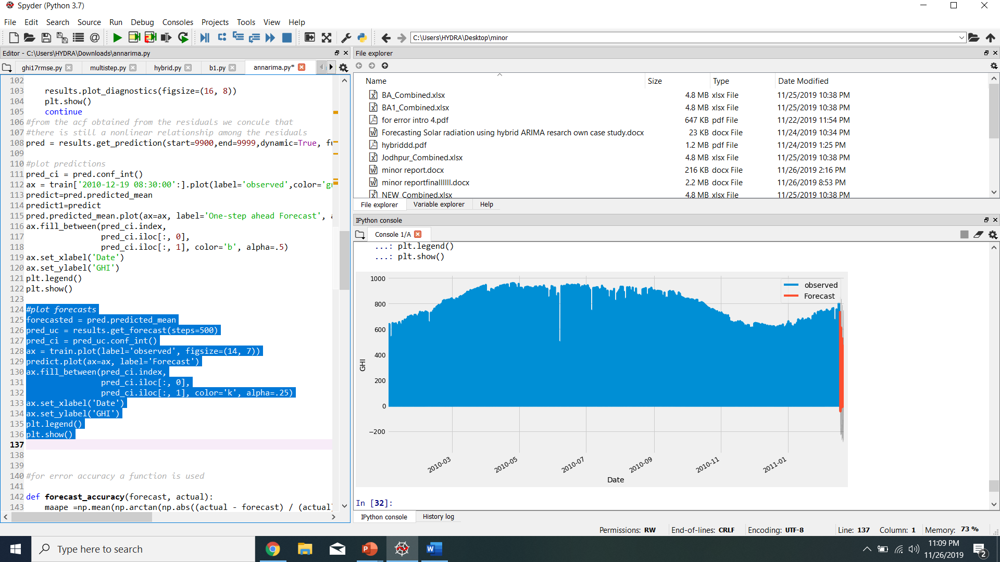 Spyder (Python 3.7)
File Edit Search Source Run Debug Consoles Projects Tools View Help
C:\Users\HYDRA\Desktop\minor
Editor - C:\Users\HYDRA\Downloads\annarima.py
ghi17rmse.py multistep.py hybrid.py b1.py annarima.py*
102
103 results.plot_diagnostics(figsize=(16, 8))
104 plt.show()
105 continue
106 #from the acf obtained from the residuals we concule that
107 #there is still a nonlinear relationship among the residuals
108 pred = results.get_prediction(start=9900,end=9999,dynamic=True, fu
109
110 #plot predictions
111 pred_ci = pred.conf_int()
112 ax = train['2010-12-19 08:30:00':].plot(label='observed',color='g
113 predict=pred.predicted_mean
114 predict1=predict
115 pred.predicted_mean.plot(ax=ax, label='One-step ahead Forecast', a
116 ax.fill_between(pred_ci.index,
117 pred_ci.iloc[:, 0],
118 pred_ci.iloc[:, 1], color='b', alpha=.5)
119 ax.set_xlabel('Date')
120 ax.set_ylabel('GHI')
121 plt.legend()
122 plt.show()
123
124 #plot forecasts
125 forecasted = pred.predicted_mean
126 pred_uc = results.get_forecast(steps=500)
127 pred_ci = pred_uc.conf_int()
128 ax = train.plot(label='observed', figsize=(14, 7))
129 predict.plot(ax=ax, label='Forecast')
130 ax.fill_between(pred_ci.index,
131 pred_ci.iloc[:, 0],
132 pred_ci.iloc[:, 1], color='k', alpha=.25)
133 ax.set_xlabel('Date')
134 ax.set_ylabel('GHI')
135 plt.legend()
136 plt.show()
137
138
139
140 #for error accuracy a function is used
141
142 def forecast_accuracy(forecast, actual):
143 maape =np.mean(np.arctan(np.abs((actual - forecast) / (actual
File explorer
Name Size Type Date Modified
BA_Combined.xlsx 4.8 MB xlsx File 11/25/2019 10:38 PM
BA1_Combined.xlsx 4.8 MB xlsx File 11/25/2019 10:38 PM
for error intro 4.pdf 647 KB pdf File 11/22/2019 11:54 PM
Forecasting Solar radiation using hybrid ARIMA resarch own case study.docx 23 KB docx File 11/24/2019 10:34 PM
hybriddd.pdf 1.2 MB pdf File 11/24/2019 1:25 PM
Jodhpur_Combined.xlsx 4.8 MB xlsx File 11/25/2019 10:38 PM
minor report.docx 216 KB docx File 11/26/2019 2:16 PM
minor reportfinallllll.docx 2.2 MB docx File 11/26/2019 8:53 PM
NEW_Combined.xlsx 4.8 MB xlsx File 11/25/2019 10:38 PM
File explorer Variable explorer Help
IPython console
Console 1/A
...: plt.legend()
...: plt.show()
1000
800
600
400
200
0
−200
GHI
observed
Forecast
2010-03 2010-05 2010-07 2010-09 2010-11 2011-01
Date
In [32]:
IPython console History log
Permissions: RW End-of-lines: CRLF Encoding: UTF-8 Line: 137 Column: 1 Memory: 73 %
Type here to search
11:09 PM
11/26/2019
2